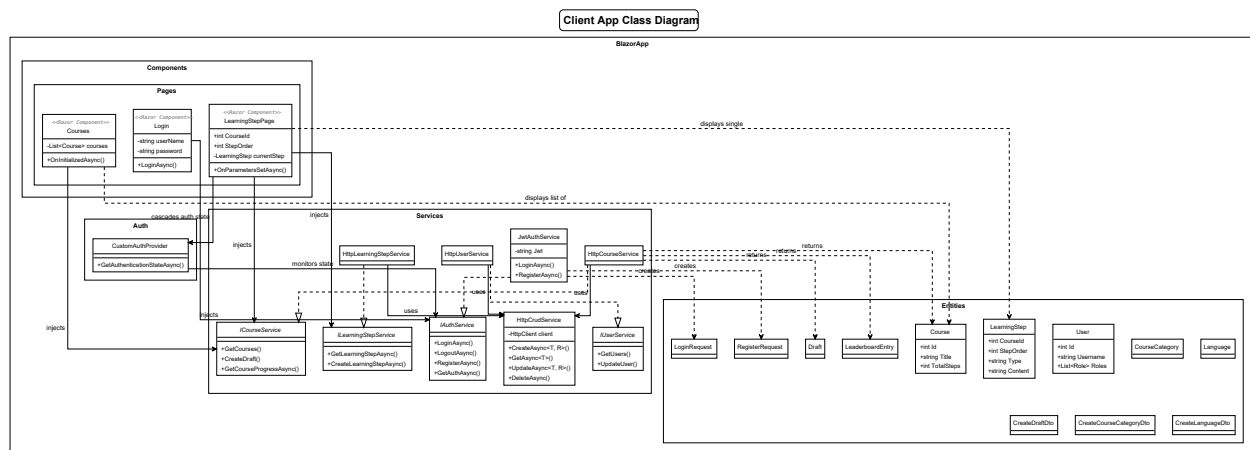 Client App Class Diagram
BlazorApp
Components
Pages
<<Razor Component>>
Courses
-List<Course> courses
+OnInitializedAsync()
<<Razor Component>>
Login
-string userName
-string password
+LoginAsync()
<<Razor Component>>
LearningStepPage
+int CourseId
+int StepOrder
-LearningStep currentStep
+OnParametersSetAsync()
displays single
displays list of
cascades auth state
injects
injects
injects
injects
Auth
CustomAuthProvider
+GetAuthenticationStateAsync()
monitors state
Services
HttpLearningStepService
HttpUserService
JwtAuthService
-string Jwt
+LoginAsync()
+RegisterAsync()
HttpCourseService
returns
returns
returns
creates
creates
uses
uses
uses
ICourseService
+GetCourses()
+CreateDraft()
+GetCourseProgressAsync()
ILearningStepService
+GetLearningStepAsync()
+CreateLearningStepAsync()
IAuthService
+LoginAsync()
+LogoutAsync()
+RegisterAsync()
+GetAuthAsync()
HttpCrudService
-HttpClient client
+CreateAsync<T, R>()
+GetAsync<T>()
+UpdateAsync<T, R>()
+DeleteAsync()
IUserService
+GetUsers()
+UpdateUser()
Entities
LoginRequest
RegisterRequest
Draft
LeaderboardEntry
Course
+int Id
+string Title
+int TotalSteps
LearningStep
+int CourseId
+int StepOrder
+string Type
+string Content
User
+int Id
+string Username
+List<Role> Roles
CourseCategory
Language
CreateDraftDto
CreateCourseCategoryDto
CreateLanguageDto